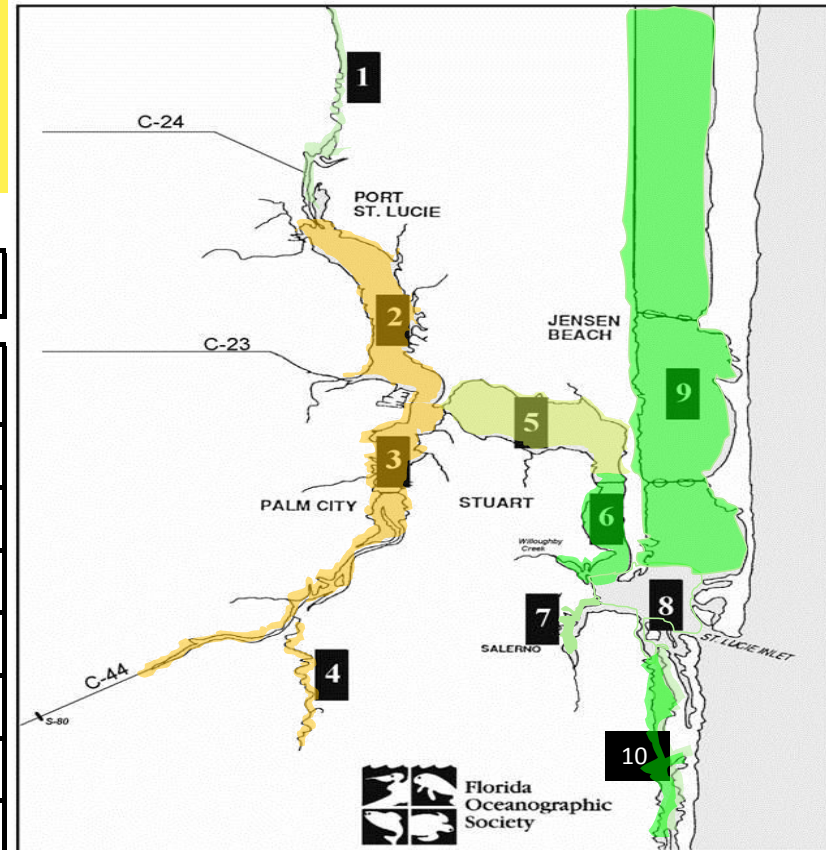 1
C-24
PORT
ST. LUCIE
2
JENSEN
BEACH
C-23
9
5
3
PALM CITY
STUART
6
Willoughby
Creek
8
7
SALERNO
ST. LUCIE INLET
4
C-44
S-80
10
Florida
Oceanographic
Society